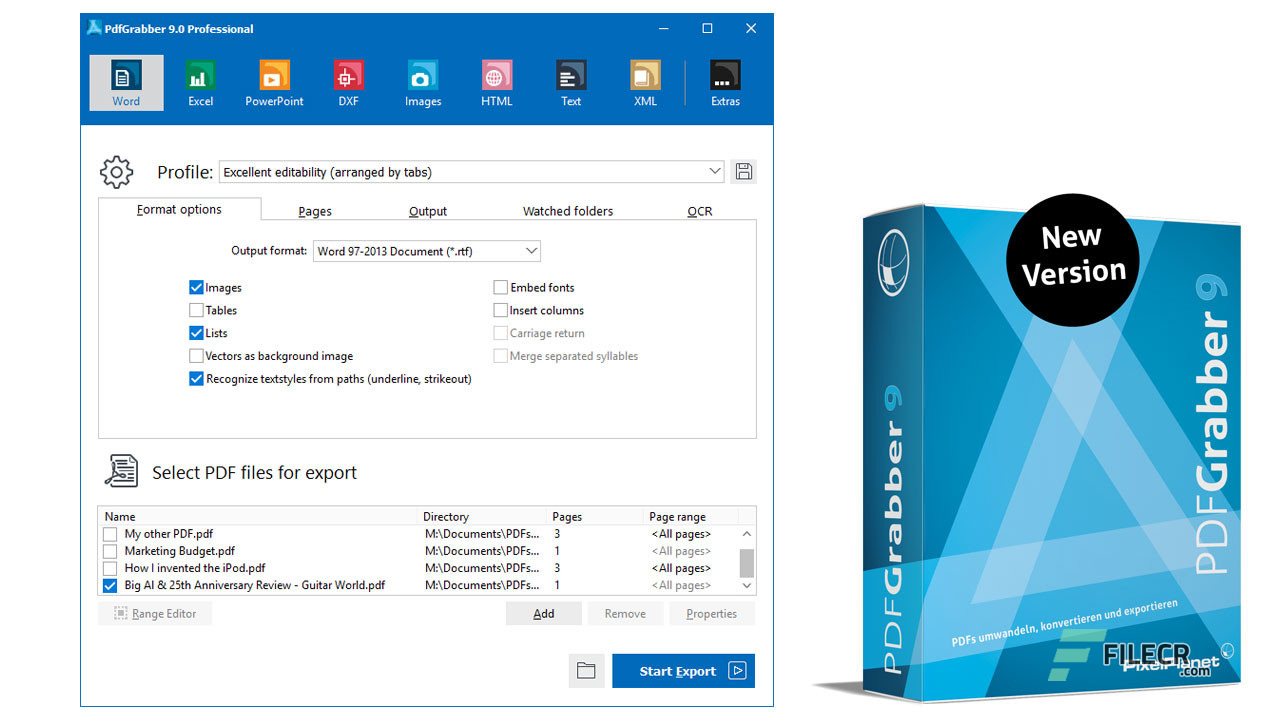 PdfGrabber 9.0 Professional
Word Excel PowerPoint DXF Images HTML Text XML Extras
Profile: Excellent editability (arranged by tabs)
Format options Pages Output Watched folders OCR
Output format: Word 97-2013 Document (*.rtf)
Images Embed fonts
Tables Insert columns
Lists Carriage return
Vectors as background image Merge separated syllables
Recognize textstyles from paths (underline, strikeout)
Select PDF files for export
Name Directory Pages Page range
My other PDF.pdf M:\Documents\PDFs... 3 <All pages>
Marketing Budget.pdf M:\Documents\PDFs... 1 <All pages>
How I invented the iPod.pdf M:\Documents\PDFs... 3 <All pages>
Big Al & 25th Anniversary Review - Guitar World.pdf M:\Documents\PDFs... 1 <All pages>
Range Editor Add Remove Properties
Start Export
New
Version
PDFGrabber 9
PDFGrabber 9
PDFs umwandeln, konvertieren und exportieren
PixelPlanet
FILECR
.com